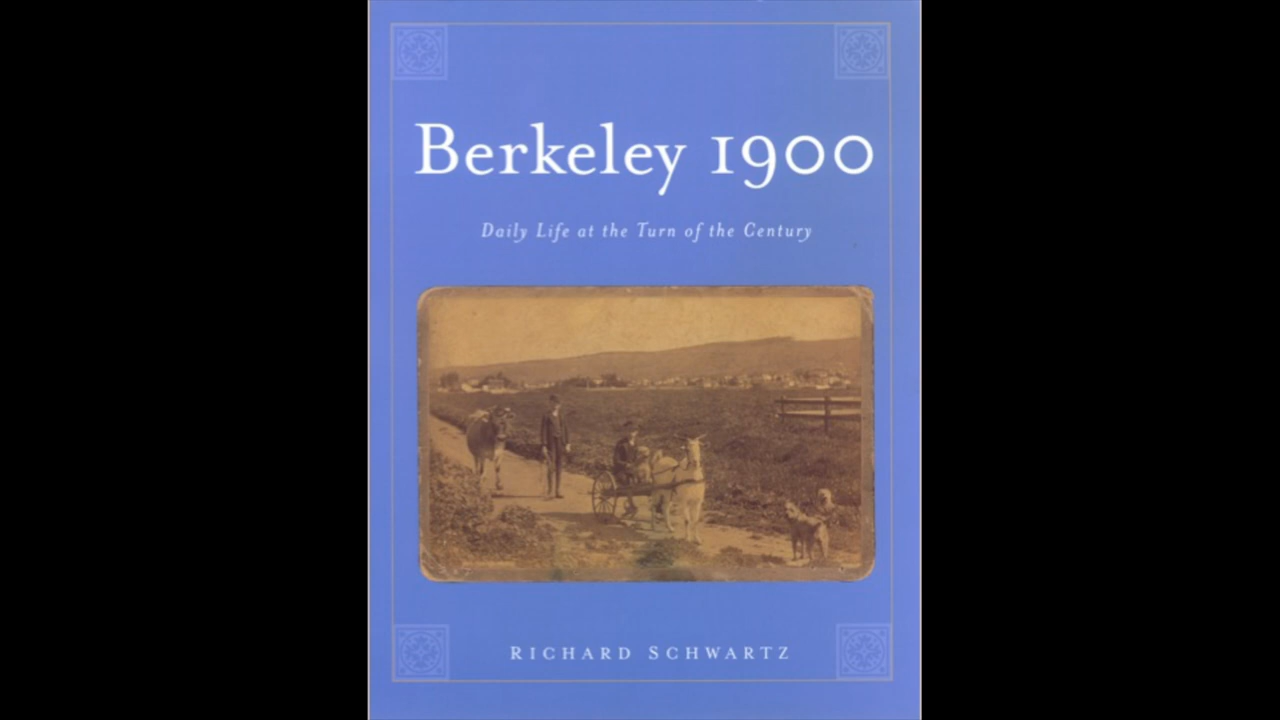 Berkeley 1900
Daily Life at the Turn of the Century
RICHARD SCHWARTZ